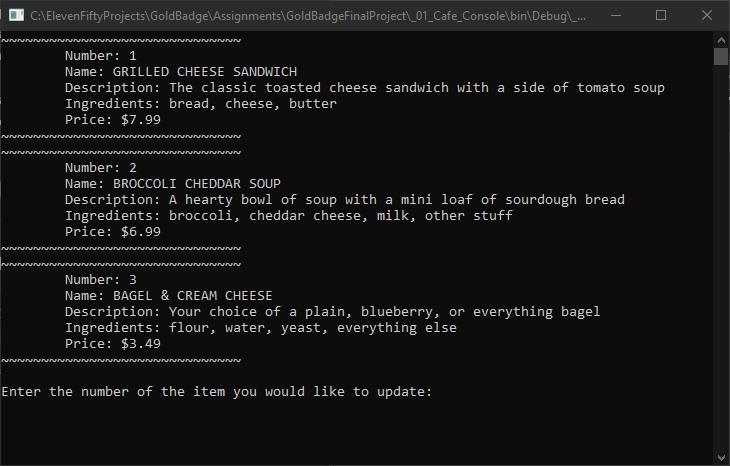 C:\ElevenFiftyProjects\GoldBadge\Assignments\GoldBadgeFinalProject\_01_Cafe_Console\bin\Debug\_...
~~~~~~~~~~~~~~~~~~~~~~~~~~~~~~
Number: 1
Name: GRILLED CHEESE SANDWICH
Description: The classic toasted cheese sandwich with a side of tomato soup
Ingredients: bread, cheese, butter
Price: $7.99
~~~~~~~~~~~~~~~~~~~~~~~~~~~~~~
~~~~~~~~~~~~~~~~~~~~~~~~~~~~~~
Number: 2
Name: BROCCOLI CHEDDAR SOUP
Description: A hearty bowl of soup with a mini loaf of sourdough bread
Ingredients: broccoli, cheddar cheese, milk, other stuff
Price: $6.99
~~~~~~~~~~~~~~~~~~~~~~~~~~~~~~
~~~~~~~~~~~~~~~~~~~~~~~~~~~~~~
Number: 3
Name: BAGEL & CREAM CHEESE
Description: Your choice of a plain, blueberry, or everything bagel
Ingredients: flour, water, yeast, everything else
Price: $3.49
~~~~~~~~~~~~~~~~~~~~~~~~~~~~~~
Enter the number of the item you would like to update: